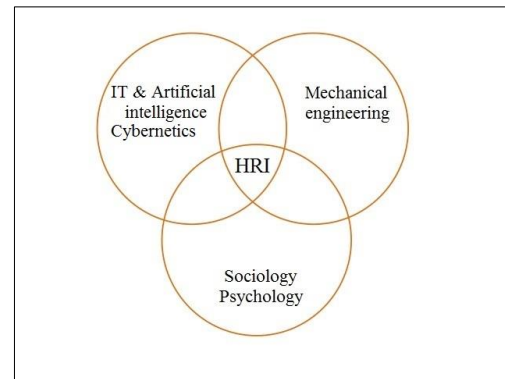 IT & Artificial
intelligence
Cybernetics
Mechanical
engineering
HRI
Sociology
Psychology